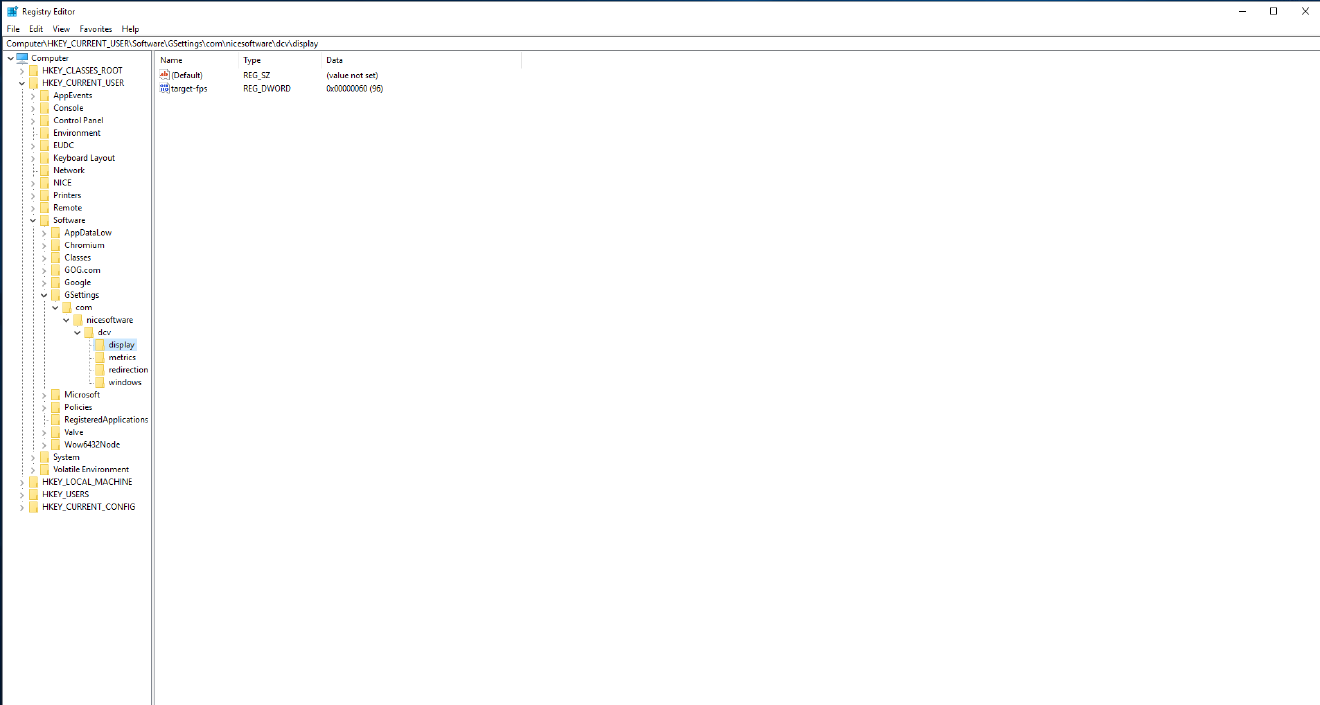 Registry Editor
File Edit View Favorites Help
Computer\HKEY_CURRENT_USER\Software\GSettings\com\nicesoftware\dcv\display
Computer
HKEY_CLASSES_ROOT
HKEY_CURRENT_USER
AppEvents
Console
Control Panel
Environment
EUDC
Keyboard Layout
Network
NICE
Printers
Remote
Software
AppDataLow
Chromium
Classes
GOG.com
Google
GSettings
com
nicesoftware
dcv
display
metrics
redirection
windows
Microsoft
Policies
RegisteredApplications
Valve
Wow6432Node
System
Volatile Environment
HKEY_LOCAL_MACHINE
HKEY_USERS
HKEY_CURRENT_CONFIG
Name Type Data
(Default) REG_SZ (value not set)
target-fps REG_DWORD 0x00000060 (96)